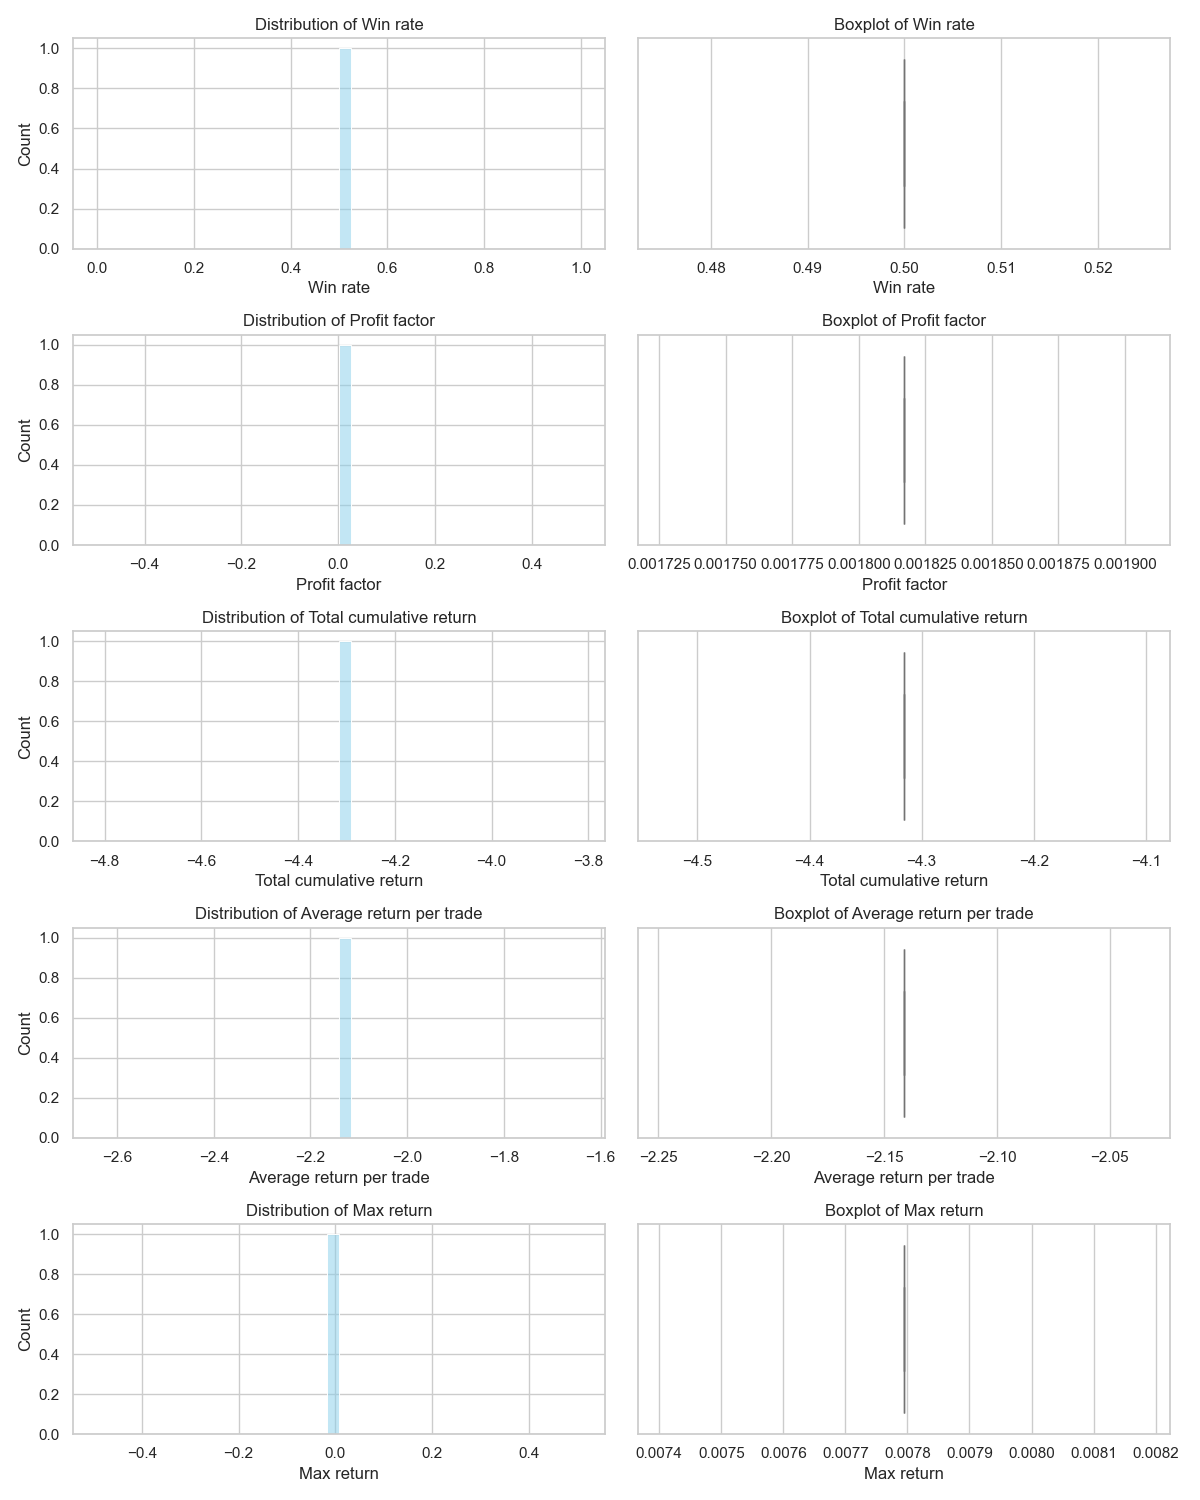 Distribution of Win rate
Boxplot of Win rate
1.0
0.8
0.6
0.4
0.2
0.0
Count
0.0 0.2 0.4 0.6 0.8 1.0
Win rate
0.48 0.49 0.50 0.51 0.52
Win rate
Distribution of Profit factor
Boxplot of Profit factor
1.0
0.8
0.6
0.4
0.2
0.0
Count
−0.4 −0.2 0.0 0.2 0.4
Profit factor
0.001725 0.001750 0.001775 0.001800 0.001825 0.001850 0.001875 0.001900
Profit factor
Distribution of Total cumulative return
Boxplot of Total cumulative return
1.0
0.8
0.6
0.4
0.2
0.0
Count
−4.8 −4.6 −4.4 −4.2 −4.0 −3.8
Total cumulative return
−4.5 −4.4 −4.3 −4.2 −4.1
Total cumulative return
Distribution of Average return per trade
Boxplot of Average return per trade
1.0
0.8
0.6
0.4
0.2
0.0
Count
−2.6 −2.4 −2.2 −2.0 −1.8 −1.6
Average return per trade
−2.25 −2.20 −2.15 −2.10 −2.05
Average return per trade
Distribution of Max return
Boxplot of Max return
1.0
0.8
0.6
0.4
0.2
0.0
Count
−0.4 −0.2 0.0 0.2 0.4
Max return
0.0074 0.0075 0.0076 0.0077 0.0078 0.0079 0.0080 0.0081 0.0082
Max return